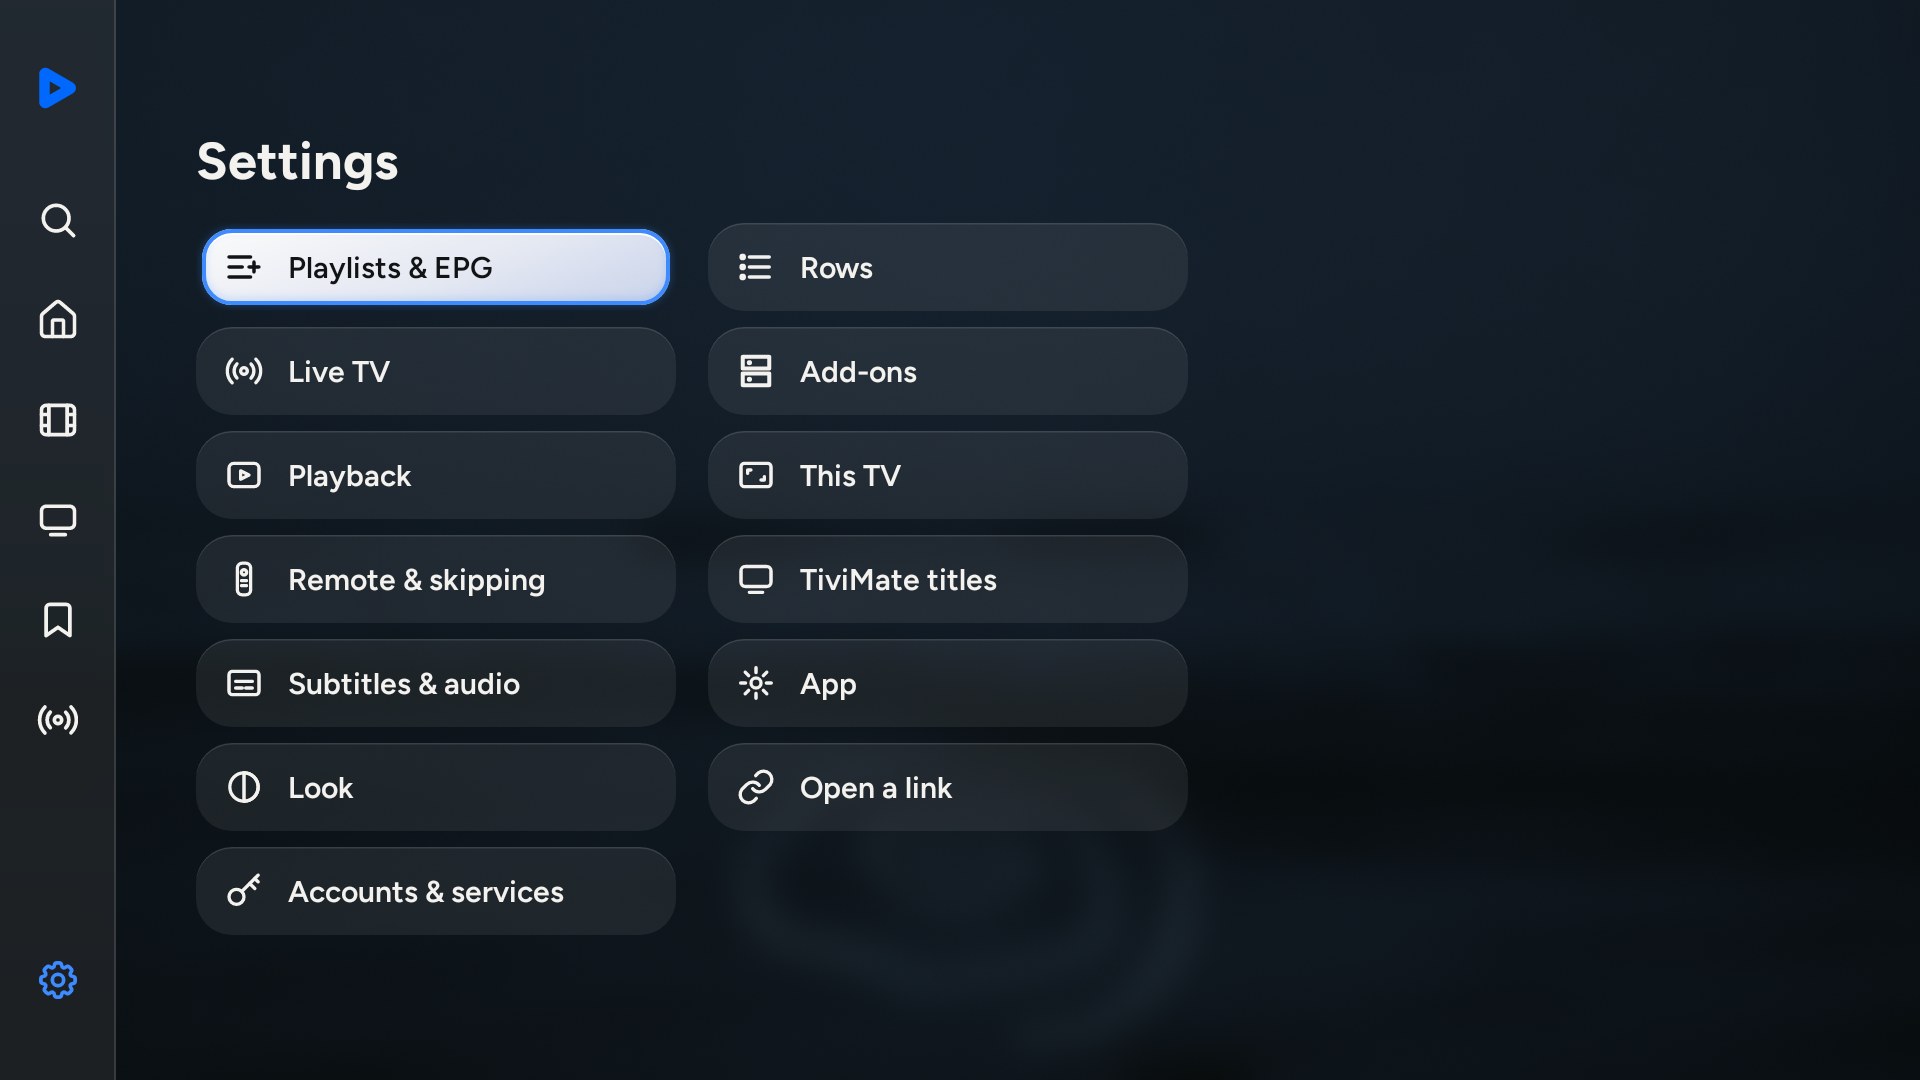 Settings
Playlists & EPG
Rows
Live TV
Add-ons
Playback
This TV
Remote & skipping
TiviMate titles
Subtitles & audio
App
Look
Open a link
Accounts & services